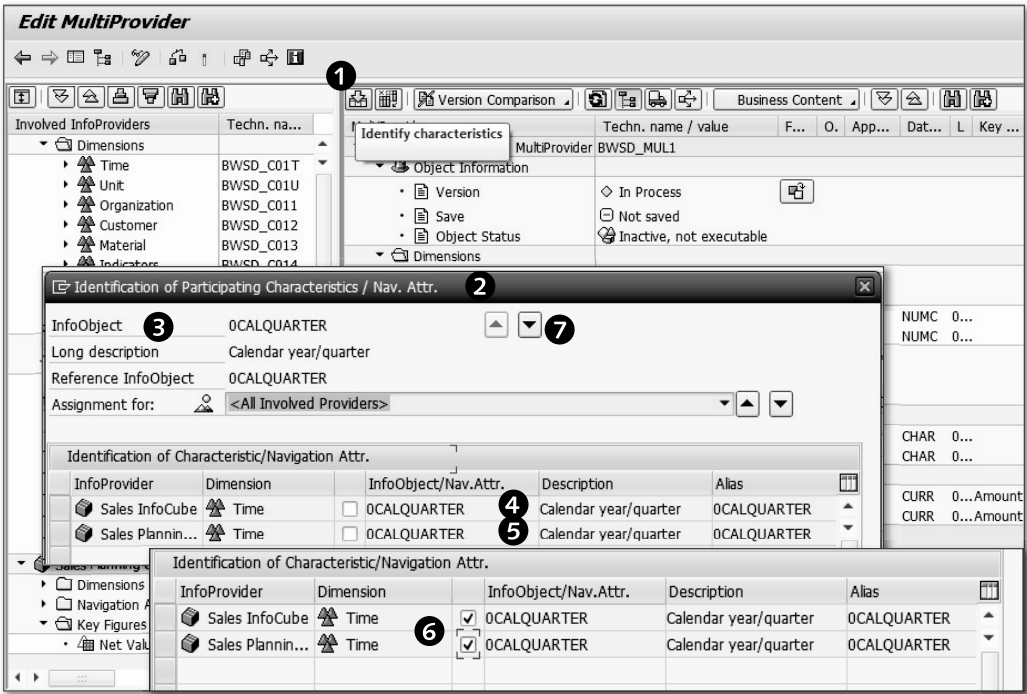 Edit MultiProvider
1
Version Comparison
Business Content
Involved InfoProviders Techn. na...
Identify characteristics
Techn. name / value F... O. App... Dat... L Key
Dimensions
MultiProvider BWSD_MUL1
Time BWSD_C01T
Object Information
Unit BWSD_C01U
Version In Process
Organization BWSD_C011
Save Not saved
Customer BWSD_C012
Object Status Inactive, not executable
Material BWSD_C013
Dimensions
Indicators BWSD_C014
Identification of Participating Characteristics / Nav. Attr. 2
InfoObject 3 0CALQUARTER 7
NUMC 0...
NUMC 0...
Long description Calendar year/quarter
Reference InfoObject 0CALQUARTER
Assignment for: <All Involved Providers>
CHAR 0...
CHAR 0...
Identification of Characteristic/Navigation Attr.
InfoProvider Dimension InfoObject/Nav.Attr. Description Alias
Sales InfoCube Time 0CALQUARTER 4 Calendar year/quarter 0CALQUARTER
CURR 0...Amount
Sales Plannin... Time 0CALQUARTER 5 Calendar year/quarter 0CALQUARTER
CURR 0...Amount
Sales Planning
Dimensions
Navigation A
Key Figures
Net Valu
Identification of Characteristic/Navigation Attr.
InfoProvider Dimension InfoObject/Nav.Attr. Description Alias
Sales InfoCube Time 0CALQUARTER Calendar year/quarter 0CALQUARTER
6
Sales Plannin... Time 0CALQUARTER Calendar year/quarter 0CALQUARTER